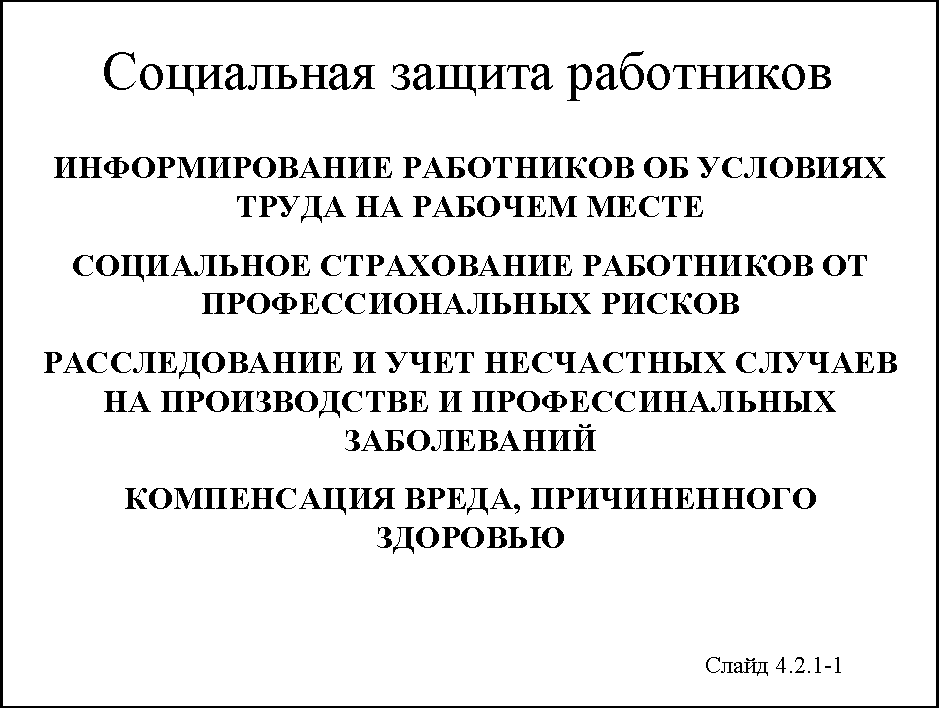 Социальная защита работников
ИНФОРМИРОВАНИЕ РАБОТНИКОВ ОБ УСЛОВИЯХ
ТРУДА НА РАБОЧЕМ МЕСТЕ
СОЦИАЛЬНОЕ СТРАХОВАНИЕ РАБОТНИКОВ ОТ
ПРОФЕССИОНАЛЬНЫХ РИСКОВ
РАССЛЕДОВАНИЕ И УЧЕТ НЕСЧАСТНЫХ СЛУЧАЕВ
НА ПРОИЗВОДСТВЕ И ПРОФЕССИНАЛЬНЫХ
ЗАБОЛЕВАНИЙ
КОМПЕНСАЦИЯ ВРЕДА, ПРИЧИНЕННОГО
ЗДОРОВЬЮ
Слайд 4.2.1-1